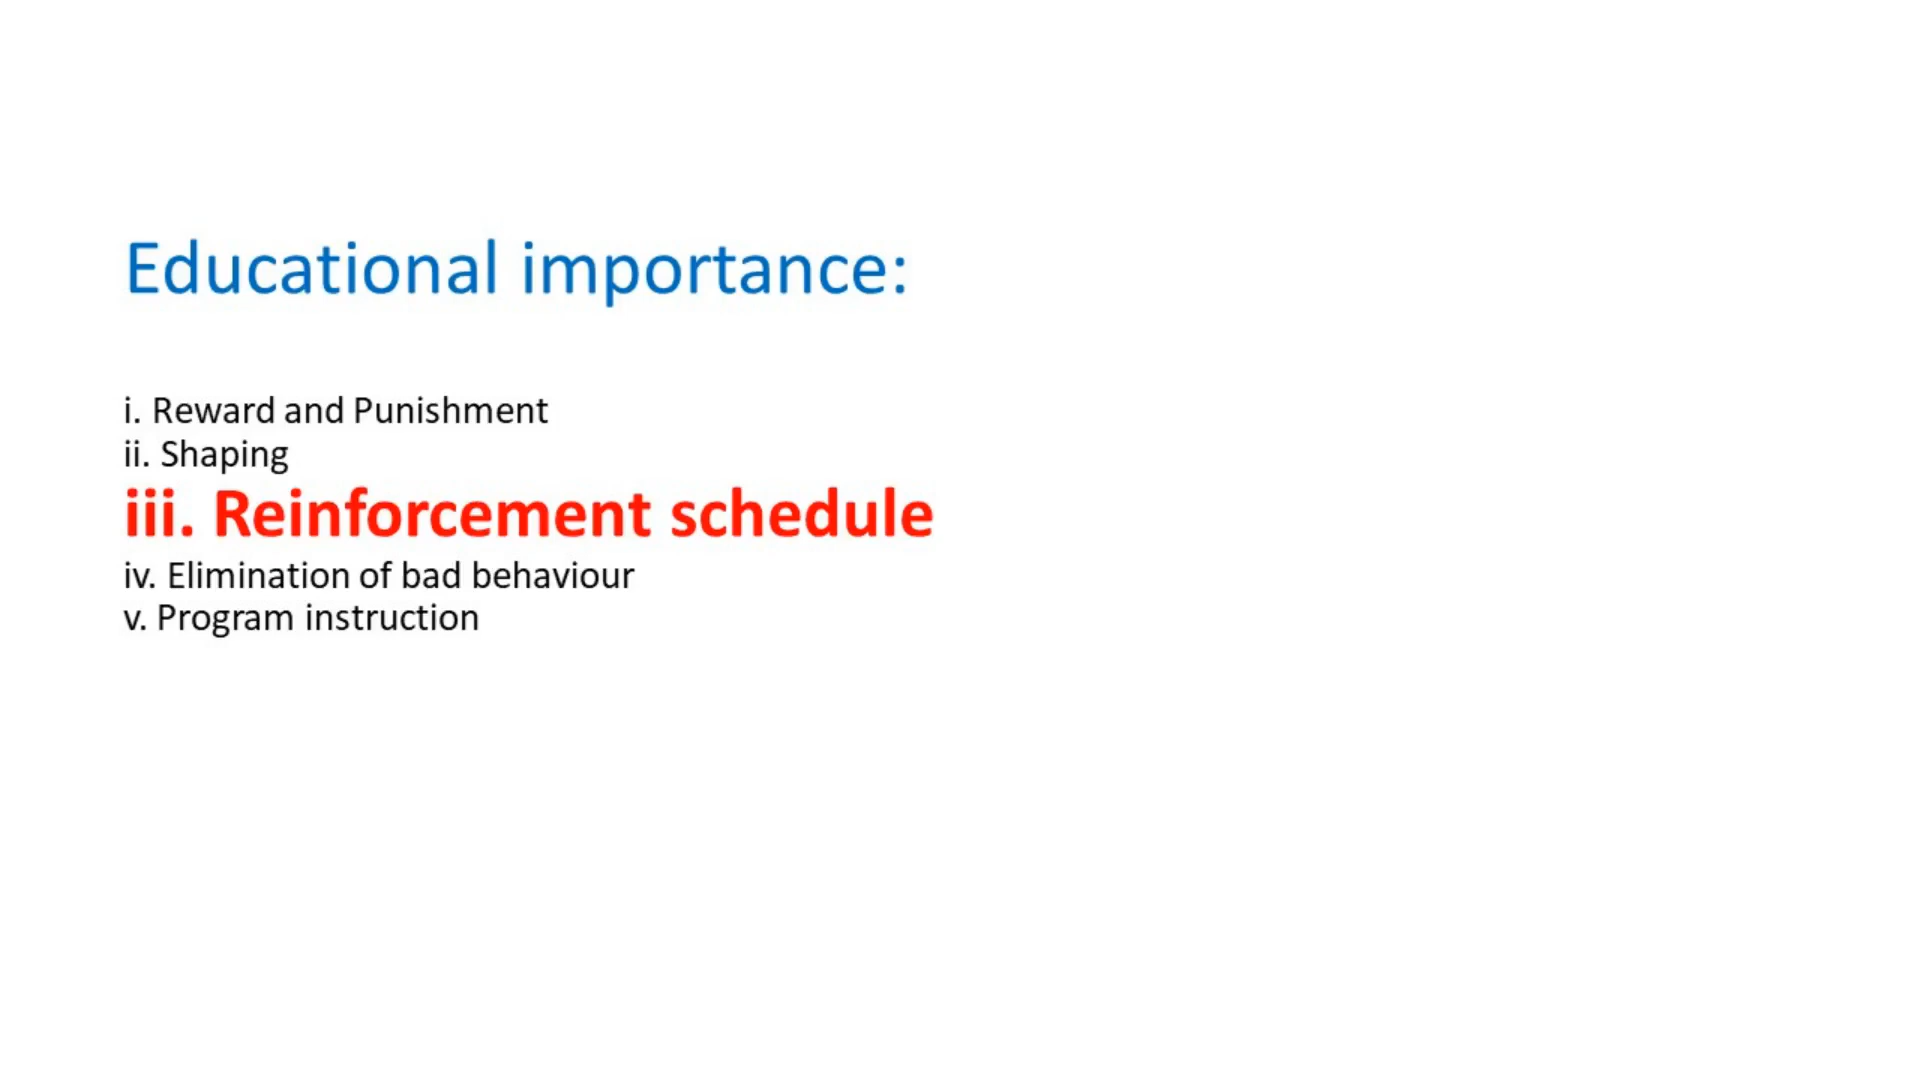 Educational importance:
i. Reward and Punishment
ii. Shaping
iii. Reinforcement schedule
iv. Elimination of bad behaviour
v. Program instruction